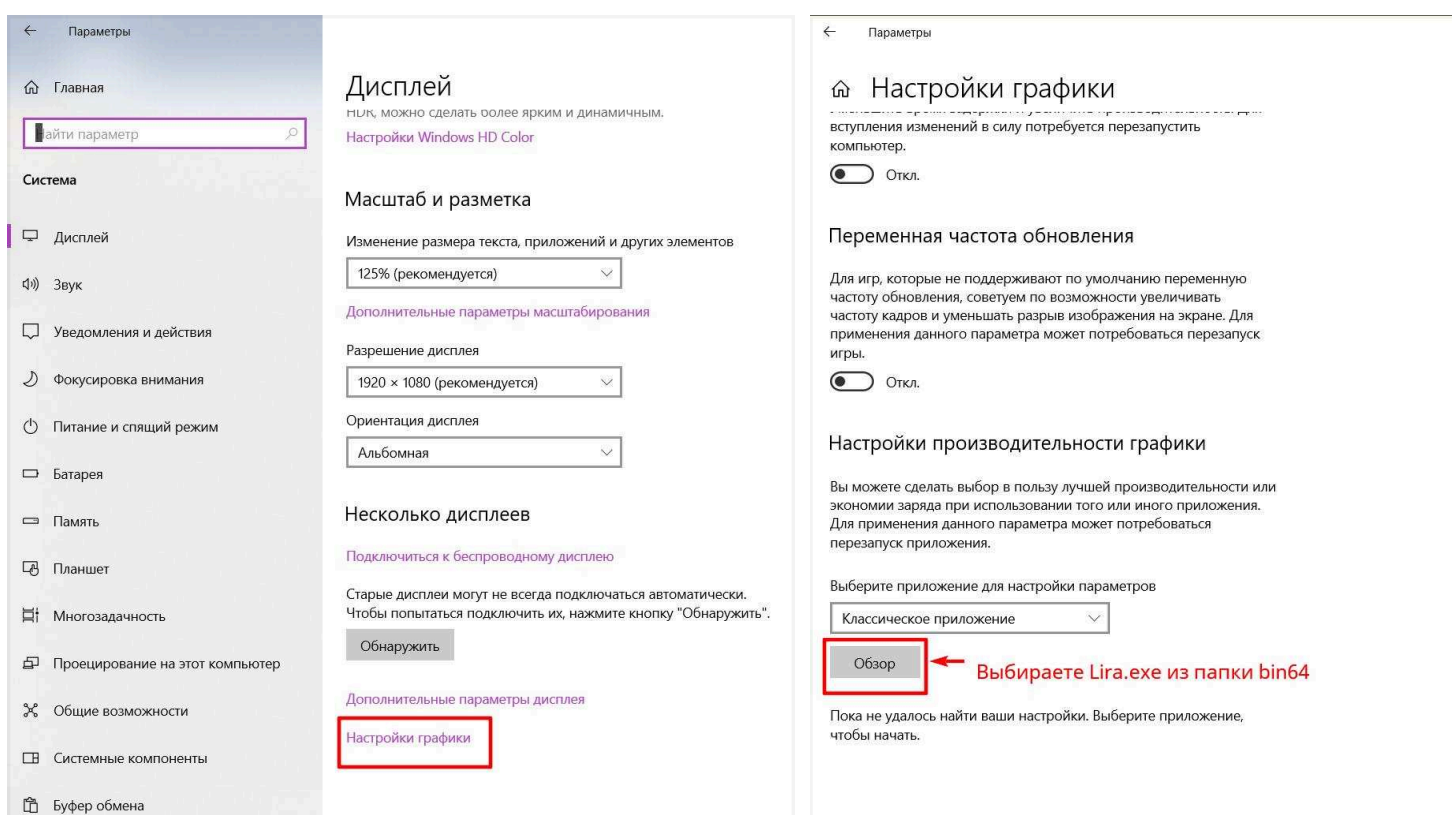 Параметры
Главная
Найти параметр
Система
Дисплей
Звук
Уведомления и действия
Фокусировка внимания
Питание и спящий режим
Батарея
Память
Планшет
Многозадачность
Проецирование на этот компьютер
Общие возможности
Системные компоненты
Буфер обмена
Дисплей
HDR, можно сделать более ярким и динамичным.
Настройки Windows HD Color
Масштаб и разметка
Изменение размера текста, приложений и других элементов
125% (рекомендуется)
Дополнительные параметры масштабирования
Разрешение дисплея
1920 × 1080 (рекомендуется)
Ориентация дисплея
Альбомная
Несколько дисплеев
Подключиться к беспроводному дисплею
Старые дисплеи могут не всегда подключаться автоматически.
Чтобы попытаться подключить их, нажмите кнопку "Обнаружить".
Обнаружить
Дополнительные параметры дисплея
Настройки графики
Параметры
Настройки графики
вступления изменений в силу потребуется перезапустить
компьютер.
Откл.
Переменная частота обновления
Для игр, которые не поддерживают по умолчанию переменную
частоту обновления, советуем по возможности увеличивать
частоту кадров и уменьшать разрыв изображения на экране. Для
применения данного параметра может потребоваться перезапуск
игры.
Откл.
Настройки производительности графики
Вы можете сделать выбор в пользу лучшей производительности или
экономии заряда при использовании того или иного приложения.
Для применения данного параметра может потребоваться
перезапуск приложения.
Выберите приложение для настройки параметров
Классическое приложение
Обзор
Выбираете Lira.exe из папки bin64
Пока не удалось найти ваши настройки. Выберите приложение,
чтобы начать.